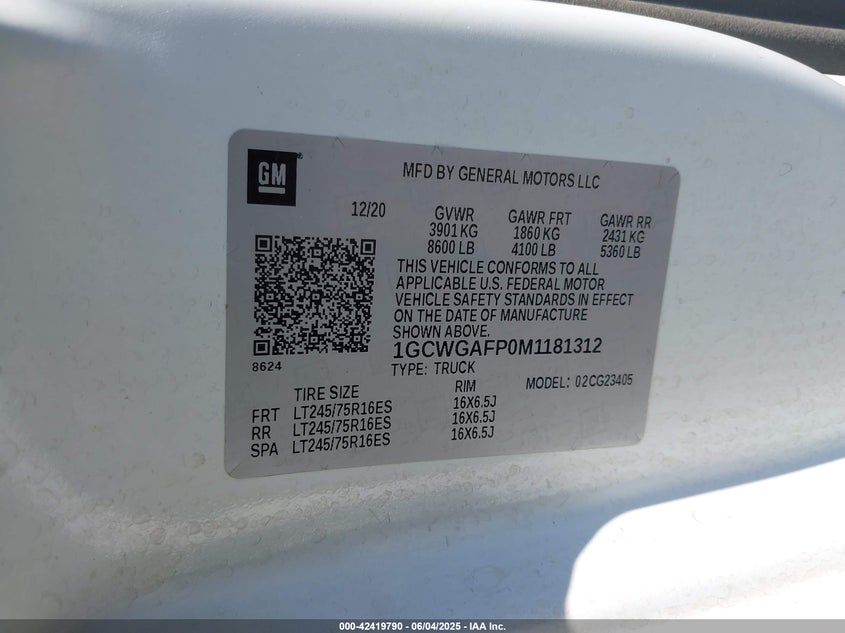 GM
MFD BY GENERAL MOTORS LLC
12/20 GVWR GAWR FRT GAWR RR
3901 KG 1860 KG 2431 KG
8600 LB 4100 LB 5360 LB
THIS VEHICLE CONFORMS TO ALL
APPLICABLE U.S. FEDERAL MOTOR
VEHICLE SAFETY STANDARDS IN EFFECT
ON THE DATE OF MANUFACTURE
SHOWN ABOVE.
1GCWGAFP0M1181312
8624
TYPE: TRUCK
MODEL: 02CG23405
TIRE SIZE RIM
FRT LT245/75R16ES 16X6.5J
RR LT245/75R16ES 16X6.5J
SPA LT245/75R16ES 16X6.5J
000-42419790 - 06/04/2025 - IAA Inc.